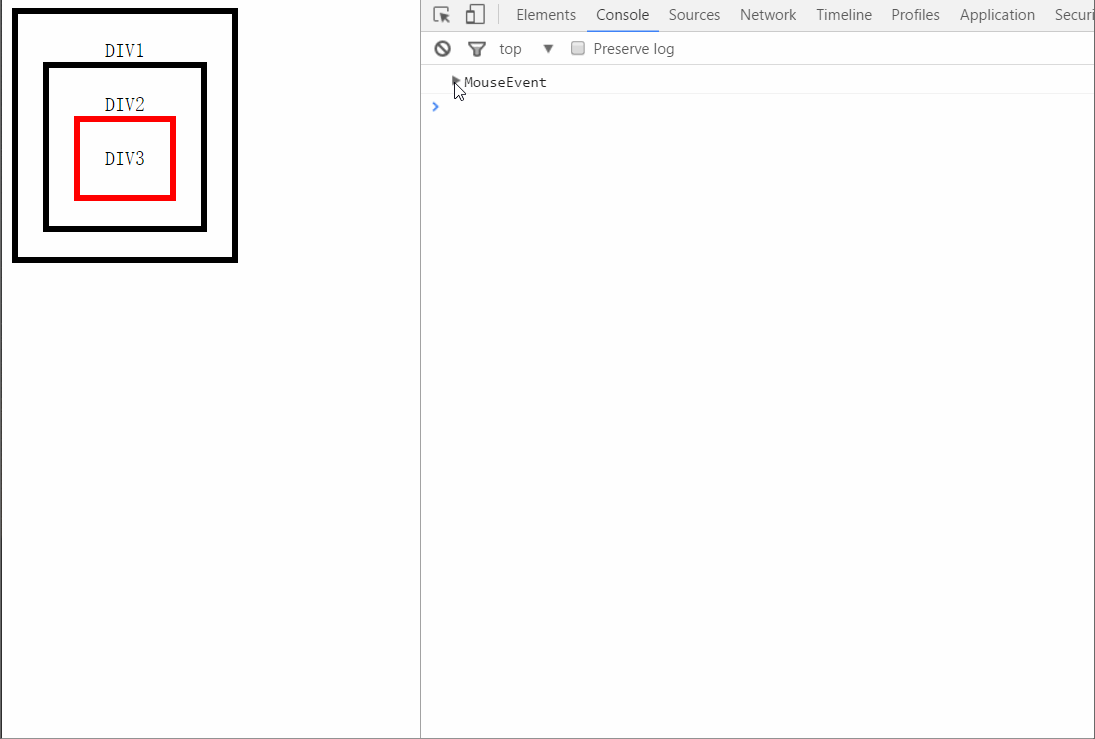 DIV1
DIV2
DIV3
Elements Console Sources Network Timeline Profiles Application Securi
top Preserve log
MouseEvent